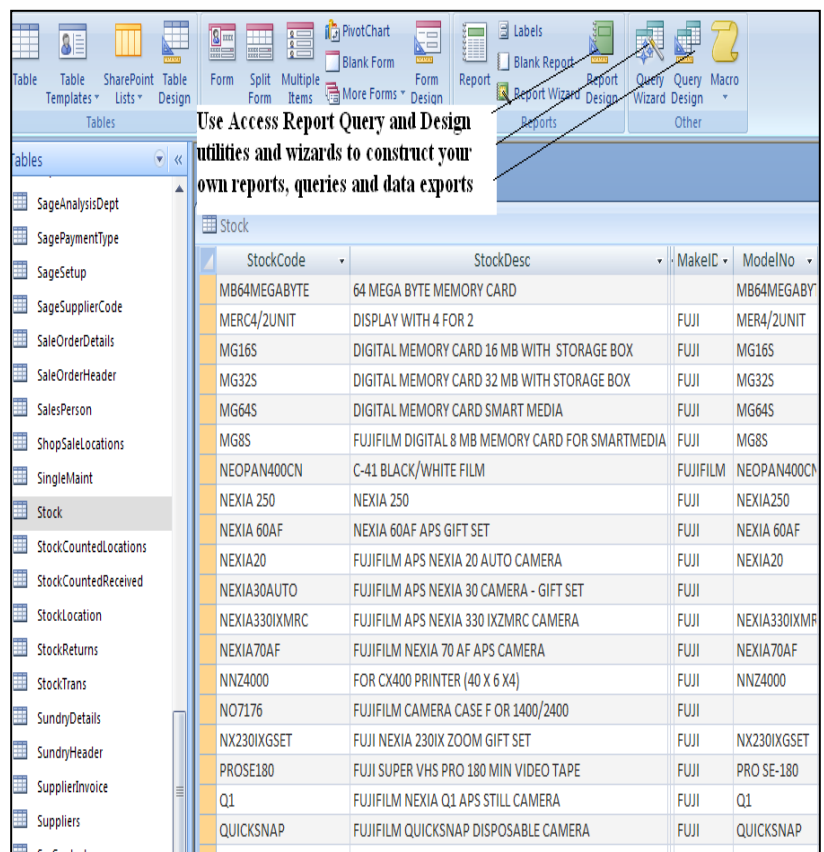 PivotChart
Labels
Blank Form
Blank Report
More Forms
Report Wizard
Table
Table Templates
SharePoint Lists
Table Design
Form
Split Form
Multiple Items
Form Design
Report
Report Design
Query Wizard
Query Design
Macro
Tables
Reports
Other
Use Access Report Query and Design
utilities and wizards to construct your
own reports, queries and data exports
Tables
SageAnalysisDept
SagePaymentType
SageSetup
SageSupplierCode
SaleOrderDetails
SaleOrderHeader
SalesPerson
ShopSaleLocations
SingleMaint
Stock
StockCountedLocations
StockCountedReceived
StockLocation
StockReturns
StockTrans
SundryDetails
SundryHeader
SupplierInvoice
Suppliers
Stock
StockCode StockDesc MakeID ModelNo
MB64MEGABYTE 64 MEGA BYTE MEMORY CARD MB64MEGABY
MERC4/2UNIT DISPLAY WITH 4 FOR 2 FUJI MER4/2UNIT
MG16S DIGITAL MEMORY CARD 16 MB WITH STORAGE BOX FUJI MG16S
MG32S DIGITAL MEMORY CARD 32 MB WITH STORAGE BOX FUJI MG32S
MG64S DIGITAL MEMORY CARD SMART MEDIA FUJI MG64S
MG8S FUJIFILM DIGITAL 8 MB MEMORY CARD FOR SMARTMEDIA FUJI MG8S
NEOPAN400CN C-41 BLACK/WHITE FILM FUJIFILM NEOPAN400CN
NEXIA 250 NEXIA 250 FUJI NEXIA250
NEXIA 60AF NEXIA 60AF APS GIFT SET FUJI NEXIA 60AF
NEXIA20 FUJIFILM APS NEXIA 20 AUTO CAMERA FUJI NEXIA20
NEXIA30AUTO FUJIFILM APS NEXIA 30 CAMERA - GIFT SET FUJI
NEXIA330IXMRC FUJIFILM APS NEXIA 330 IXZMRC CAMERA FUJI NEXIA330IXMR
NEXIA70AF FUJIFILM NEXIA 70 AF APS CAMERA FUJI NEXIA70AF
NNZ4000 FOR CX400 PRINTER (40 X 6 X4) FUJI NNZ4000
NO7176 FUJIFILM CAMERA CASE F OR 1400/2400 FUJI
NX230IXGSET FUJI NEXIA 230IX ZOOM GIFT SET FUJI NX230IXGSET
PROSE180 FUJI SUPER VHS PRO 180 MIN VIDEO TAPE FUJI PRO SE-180
Q1 FUJIFILM NEXIA Q1 APS STILL CAMERA FUJI Q1
QUICKSNAP FUJIFILM QUICKSNAP DISPOSABLE CAMERA FUJI QUICKSNAP